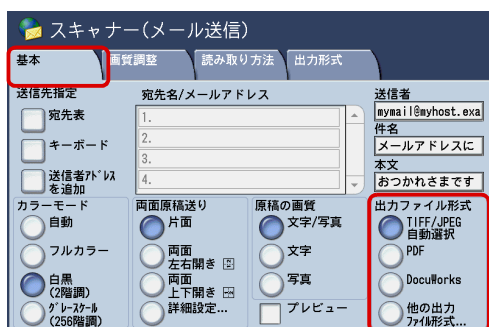 スキャナー(メール送信)
基本
画質調整
読み取り方法
出力形式
送信先指定
宛先名/メールアドレス
送信者
宛先表
キーボード
送信者ｱﾄﾞﾚｽ
を追加
1.
2.
3.
4.
mymail@myhost.exa
件名
メールアドレスに
本文
おつかれさまです
カラーモード
自動
フルカラー
白黒
(2階調)
ｸﾞﾚｰｽｹｰﾙ
(256階調)
両面原稿送り
片面
両面
左右開き
両面
上下開き
詳細設定...
原稿の画質
文字/写真
文字
写真
プレビュー
出力ファイル形式
TIFF/JPEG
自動選択
PDF
DocuWorks
他の出力
ﾌｧｲﾙ形式...